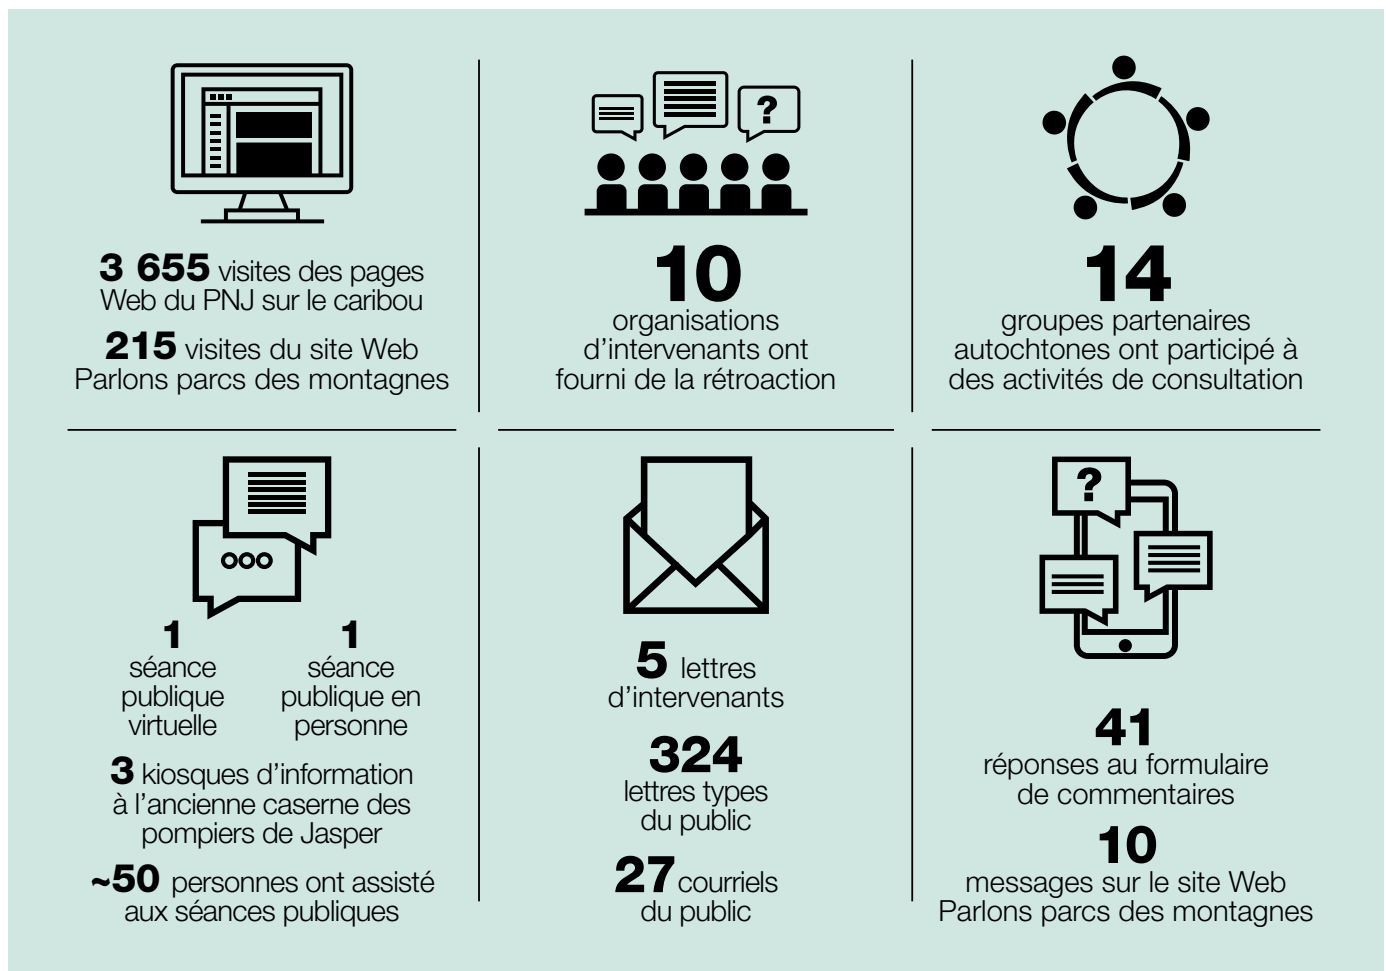 3 655 visites des pages
Web du PNJ sur le caribou
215 visites du site Web
Parlons parcs des montagnes
?
10
organisations
d’intervenants ont
fourni de la rétroaction
14
groupes partenaires
autochtones ont participé à
des activités de consultation
1
séance
publique
virtuelle
1
séance
publique en
personne
3 kiosques d’information
à l’ancienne caserne des
pompiers de Jasper
~50 personnes ont assisté
aux séances publiques
5 lettres
d’intervenants
324
lettres types
du public
27 courriels
du public
?
41
réponses au formulaire
de commentaires
10
messages sur le site Web
Parlons parcs des montagnes